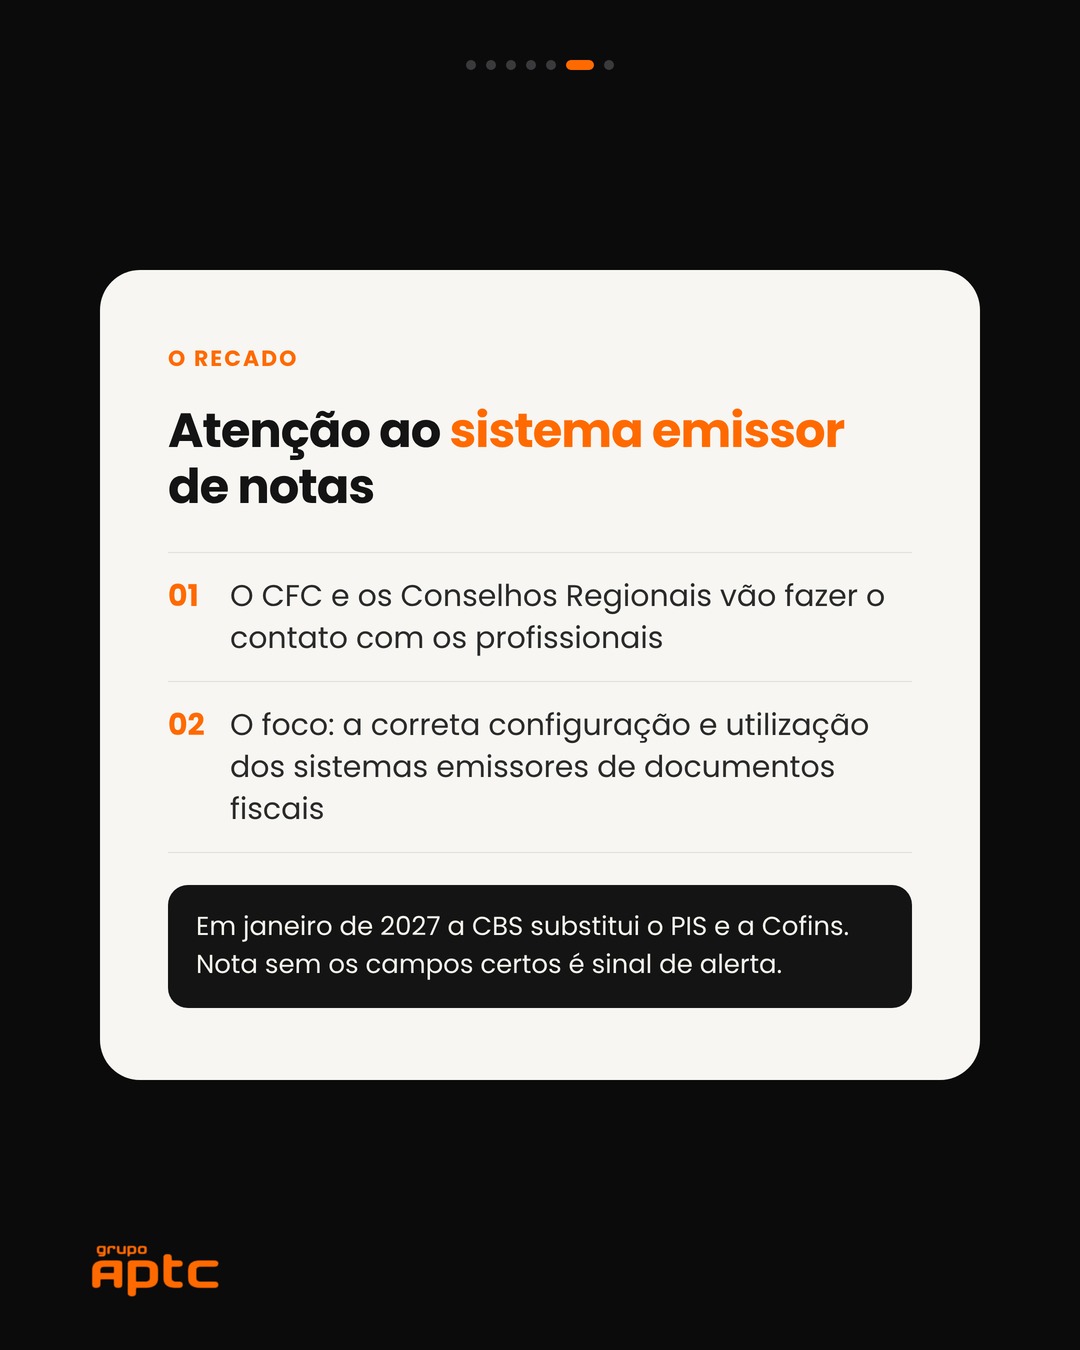 O RECADO
Atenção ao sistema emissor
de notas
01 O CFC e os Conselhos Regionais vão fazer o
contato com os profissionais
02 O foco: a correta configuração e utilização
dos sistemas emissores de documentos
fiscais
Em janeiro de 2027 a CBS substitui o PIS e a Cofins.
Nota sem os campos certos é sinal de alerta.
grupo
Aptc